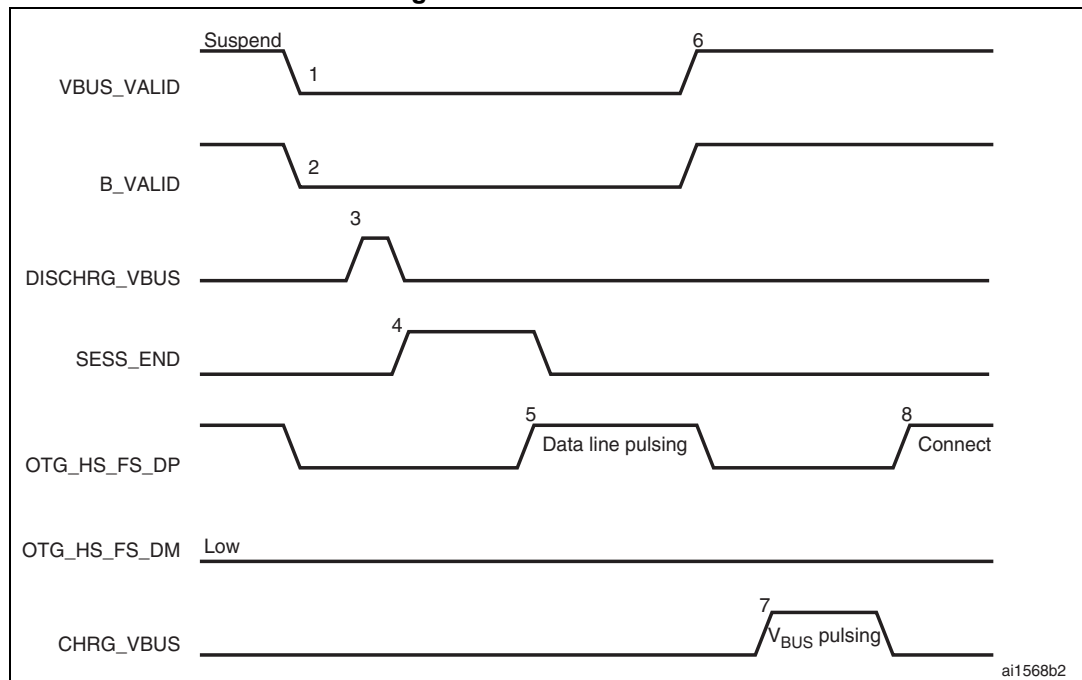 g
Suspend
6
VBUS_VALID
1
B_VALID
2
3
DISCHRG_VBUS
4
SESS_END
5
8
Data line pulsing
Connect
OTG_HS_FS_DP
OTG_HS_FS_DM
Low
7
VBUS pulsing
CHRG_VBUS
ai1568b2